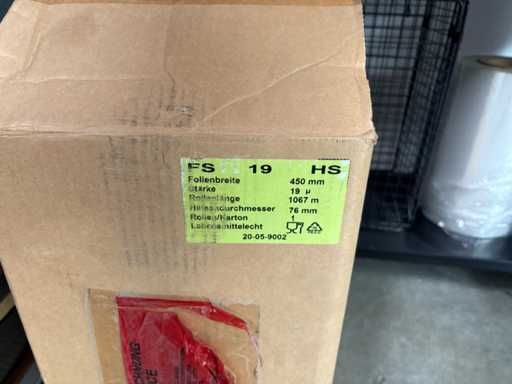 FS 19 HS
Folienbreite 450 mm
Stärke 19 µ
Rollenlänge 1067 m
Hülsendurchmesser 76 mm
Rollen/Karton 1
Lebensmittelecht
20-05-9002